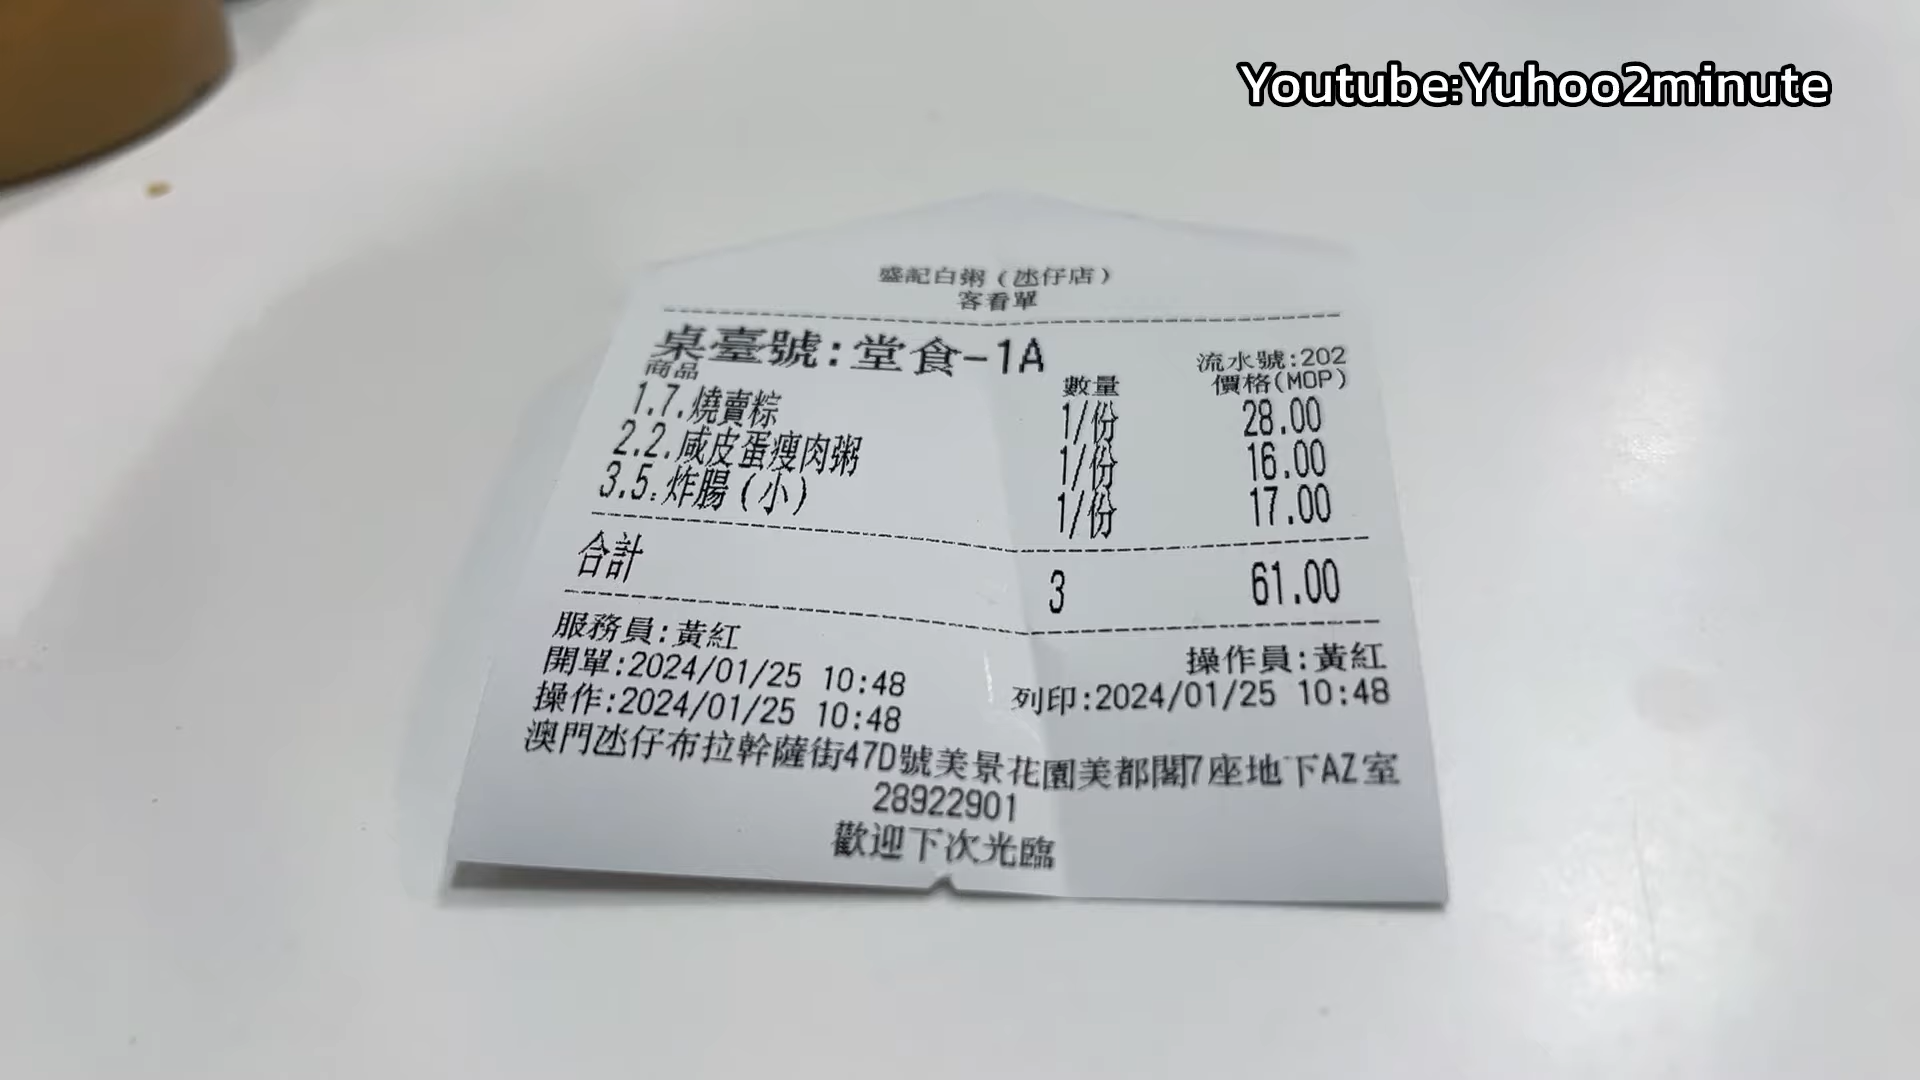 Youtube:Yuhoo2minute
盛記白粥（氹仔店）
客看單
桌臺號:堂食-1A 流水號:202
商品 數量 價格(MOP)
1.7.燒賣粽 1/份 28.00
2.2.咸皮蛋瘦肉粥 1/份 16.00
3.5.炸腸（小） 1/份 17.00
合計 3 61.00
服務員:黃紅 操作員:黃紅
開單:2024/01/25 10:48 列印:2024/01/25 10:48
操作:2024/01/25 10:48
澳門氹仔布拉幹薩街47D號美景花園美都閣7座地下AZ室
28922901
歡迎下次光臨